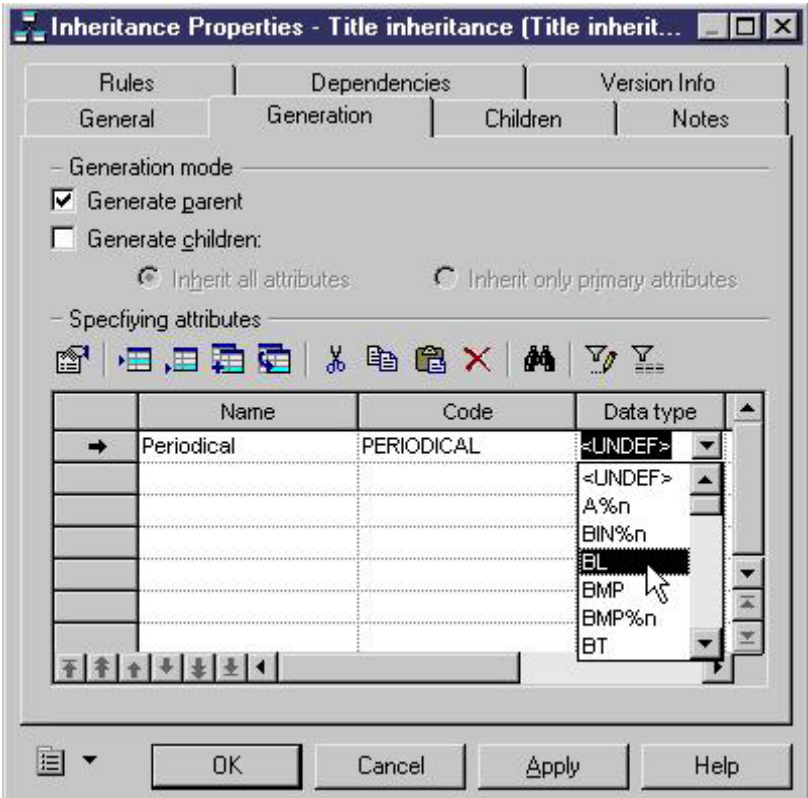 Inheritance Properties - Title inheritance (Title inherit...
Rules Dependencies Version Info
General Generation Children Notes
Generation mode
Generate parent
Generate children:
Inherit all attributes Inherit only primary attributes
Specfiying attributes
Name Code Data type
Periodical PERIODICAL <UNDEF>
<UNDEF>
A%n
BIN%n
BL
BMP
BMP%n
BT
OK Cancel Apply Help